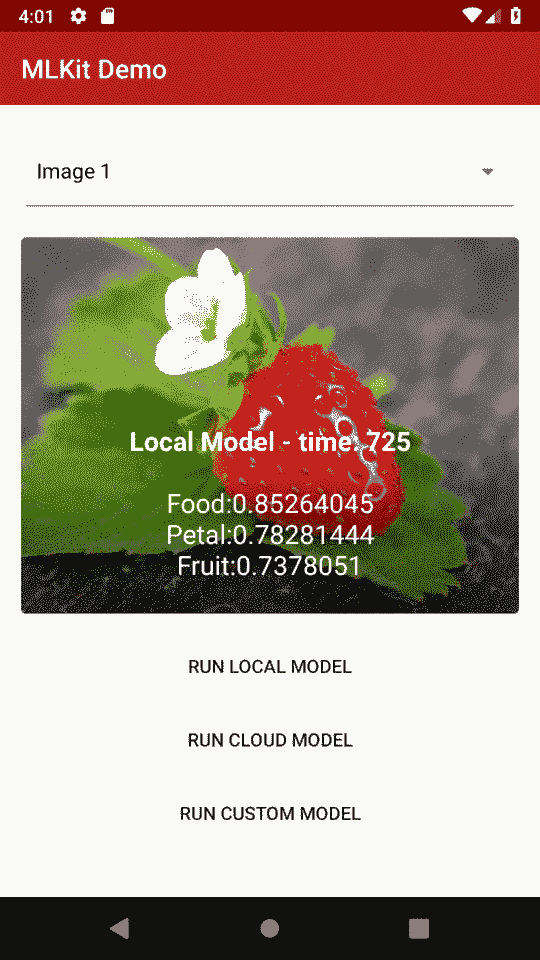 4:01
MLKit Demo
Image 1
Local Model - time: 725
Food:0.85264045
Petal:0.78281444
Fruit:0.7378051
RUN LOCAL MODEL
RUN CLOUD MODEL
RUN CUSTOM MODEL